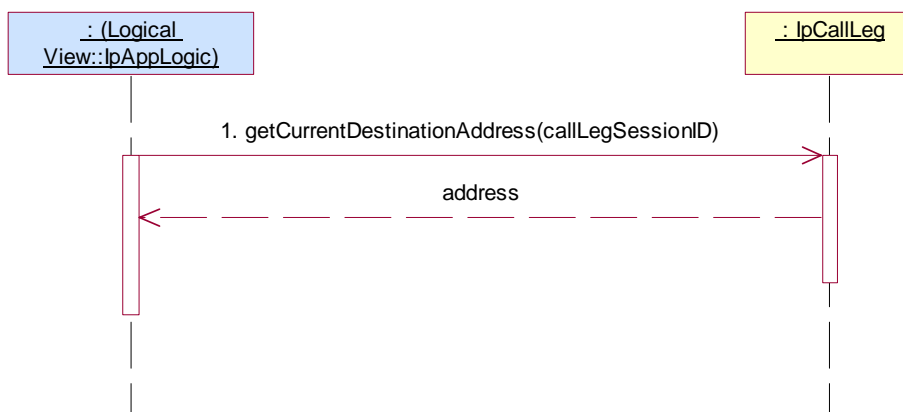 : (Logical
View::IpAppLogic)
: IpCallLeg
1. getCurrentDestinationAddress(callLegSessionID)
address